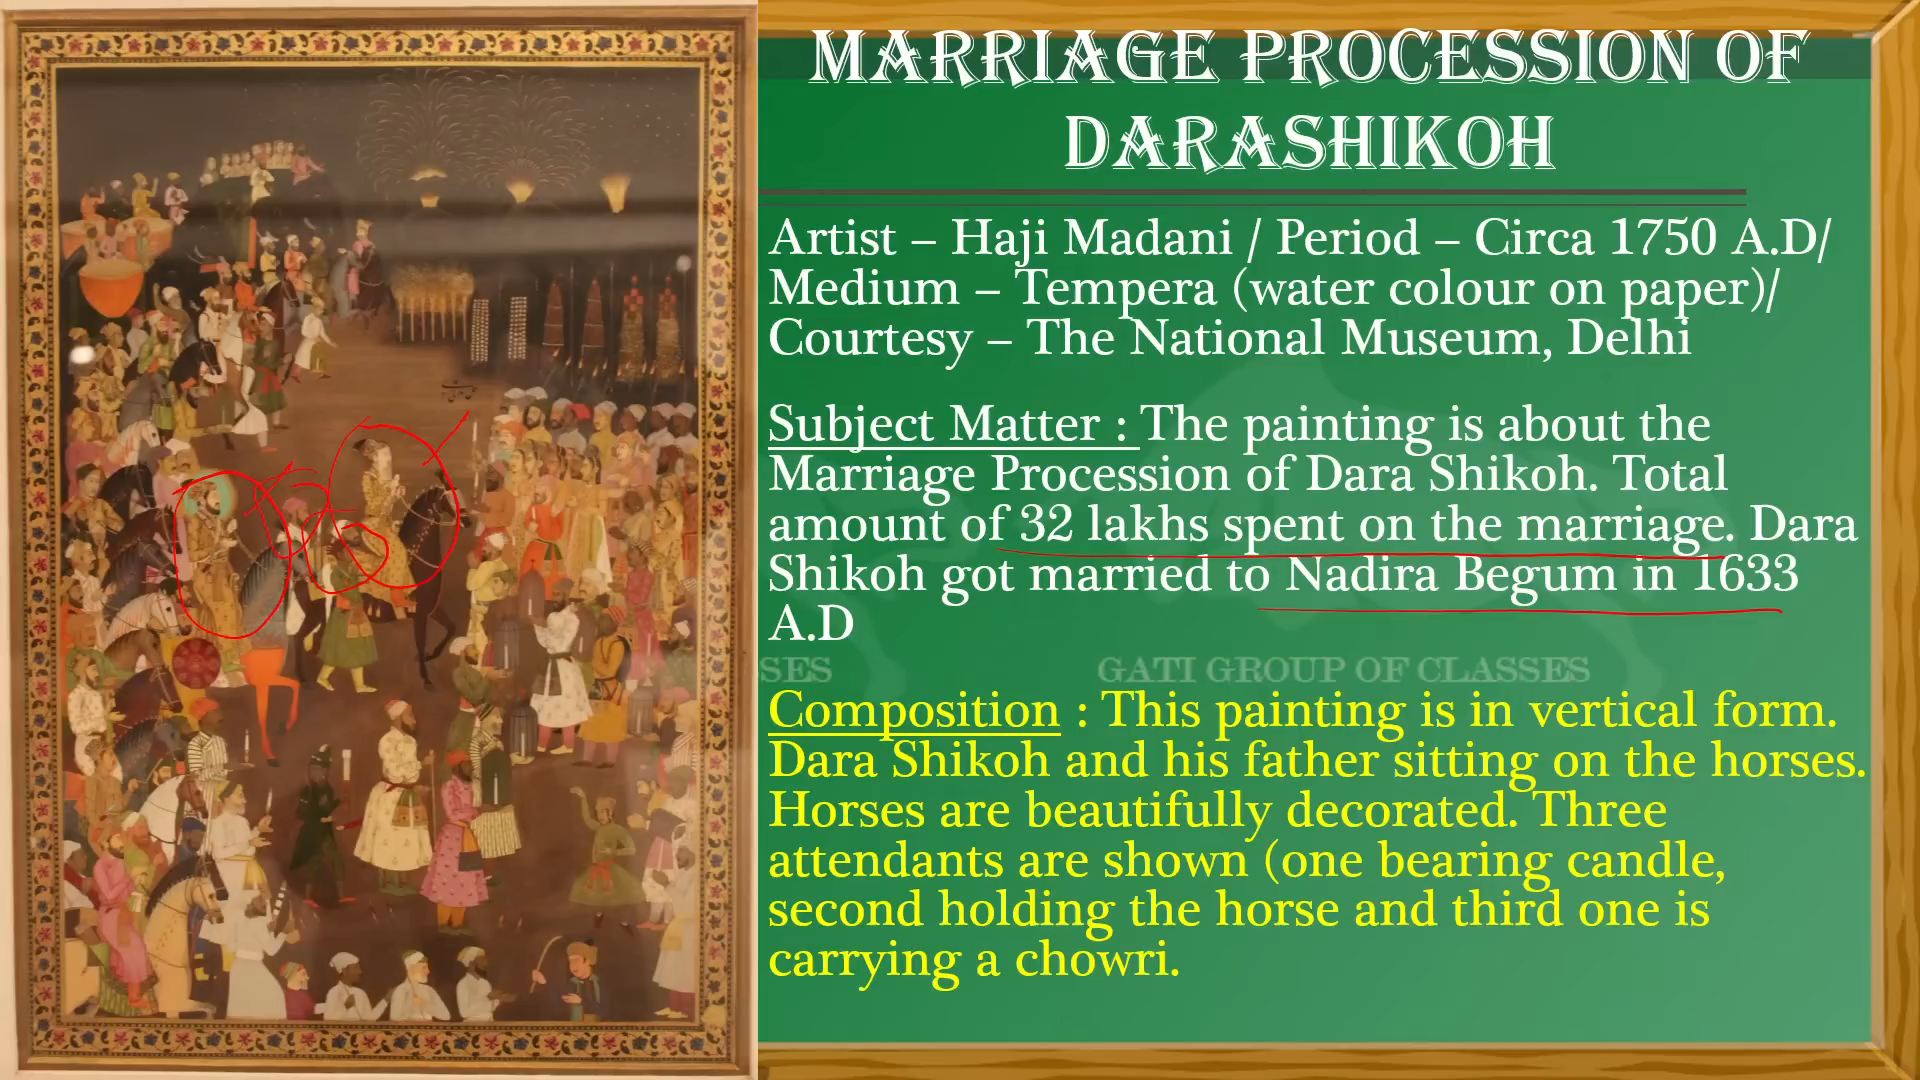 MARRIAGE PROCESSION OF
DARASHIKOH
Artist – Haji Madani / Period – Circa 1750 A.D/
Medium – Tempera (water colour on paper)/
Courtesy – The National Museum, Delhi
Subject Matter : The painting is about the
Marriage Procession of Dara Shikoh. Total
amount of 32 lakhs spent on the marriage. Dara
Shikoh got married to Nadira Begum in 1633
A.D
SSES GATI GROUP OF CLASSES
Composition : This painting is in vertical form.
Dara Shikoh and his father sitting on the horses.
Horses are beautifully decorated. Three
attendants are shown (one bearing candle,
second holding the horse and third one is
carrying a chowri.